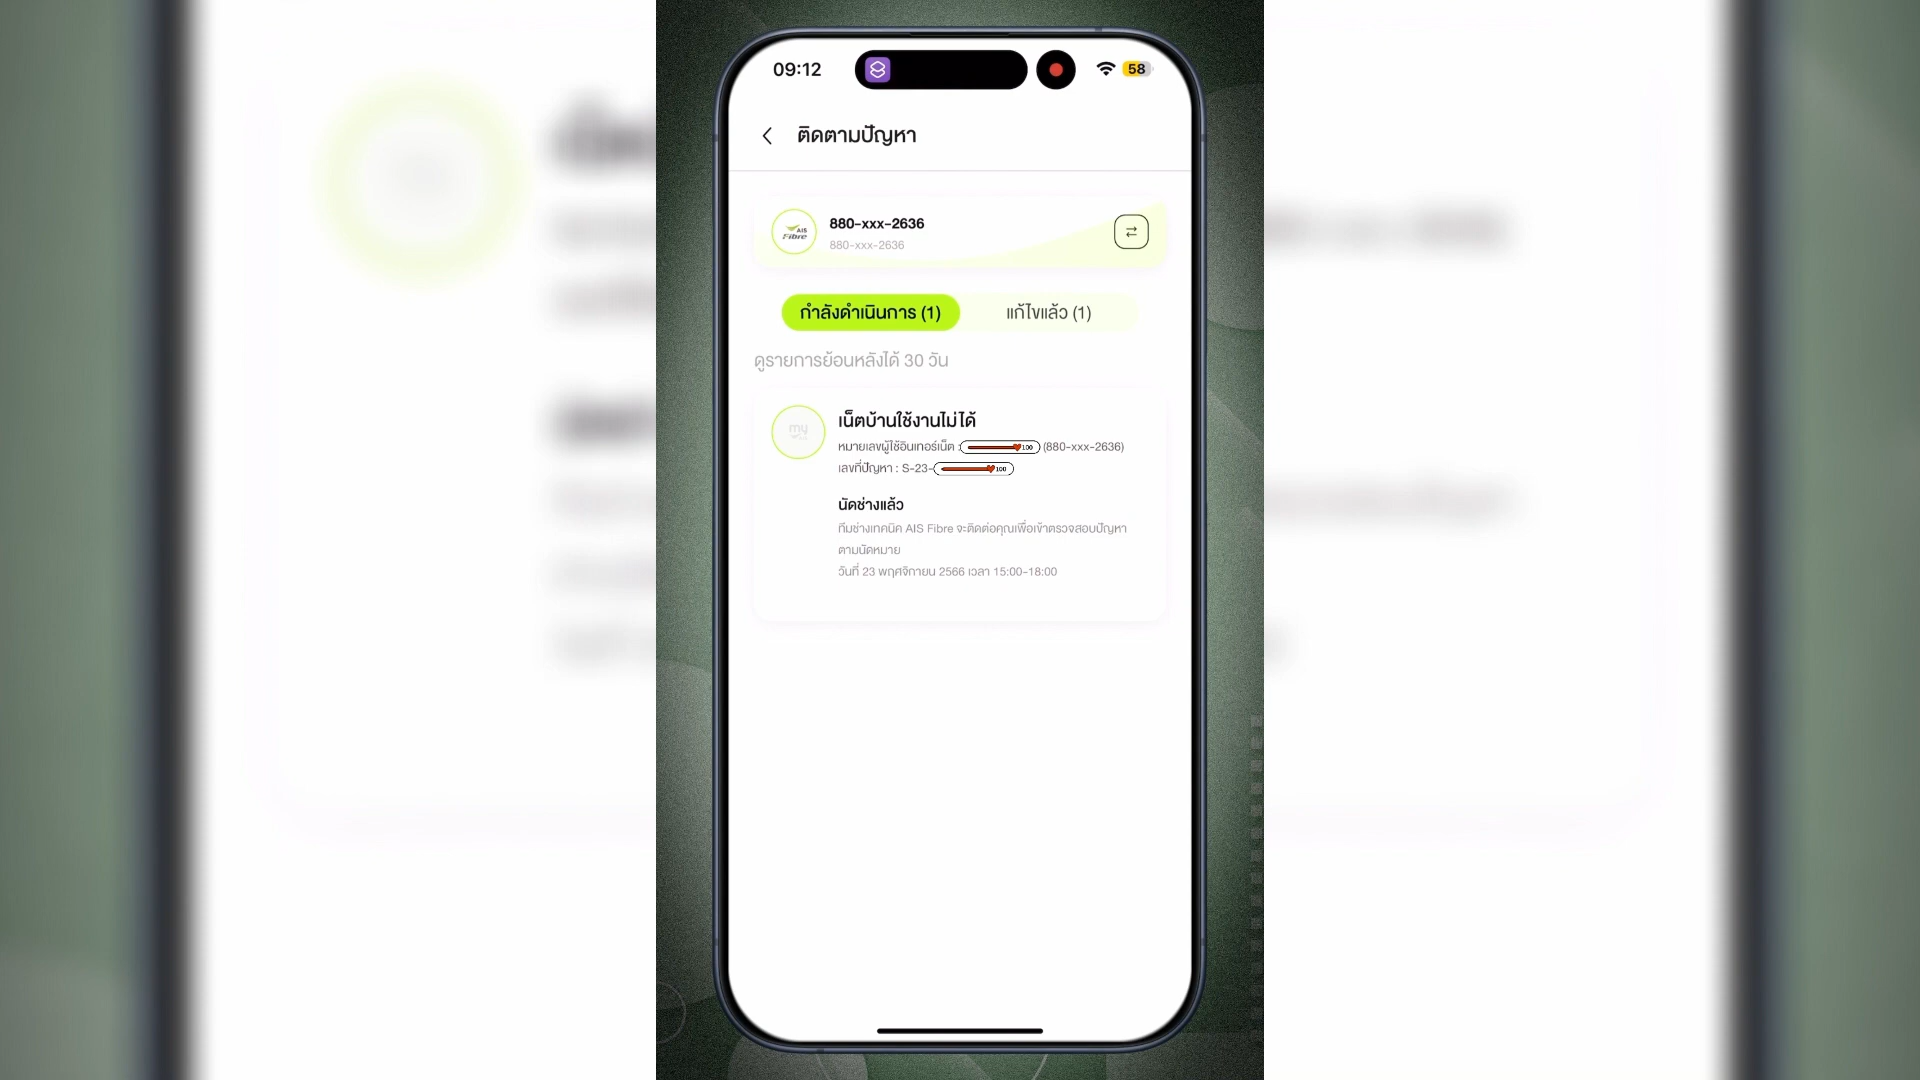 09:12
58
ติดตามปัญหา
AIS
Fibre
880-xxx-2636
880-xxx-2636
กำลังดำเนินการ (1)
แก้ไขแล้ว (1)
ดูรายการย้อนหลังได้ 30 วัน
my
เน็ตบ้านใช้งานไม่ได้
หมายเลขผู้ใช้อินเทอร์เน็ต : 100 (880-xxx-2636)
เลขที่ปัญหา : S-23- 100
นัดช่างแล้ว
ทีมช่างเทคนิค AIS Fibre จะติดต่อคุณเพื่อเข้าตรวจสอบปัญหา
ตามนัดหมาย
วันที่ 23 พฤศจิกายน 2566 เวลา 15:00-18:00